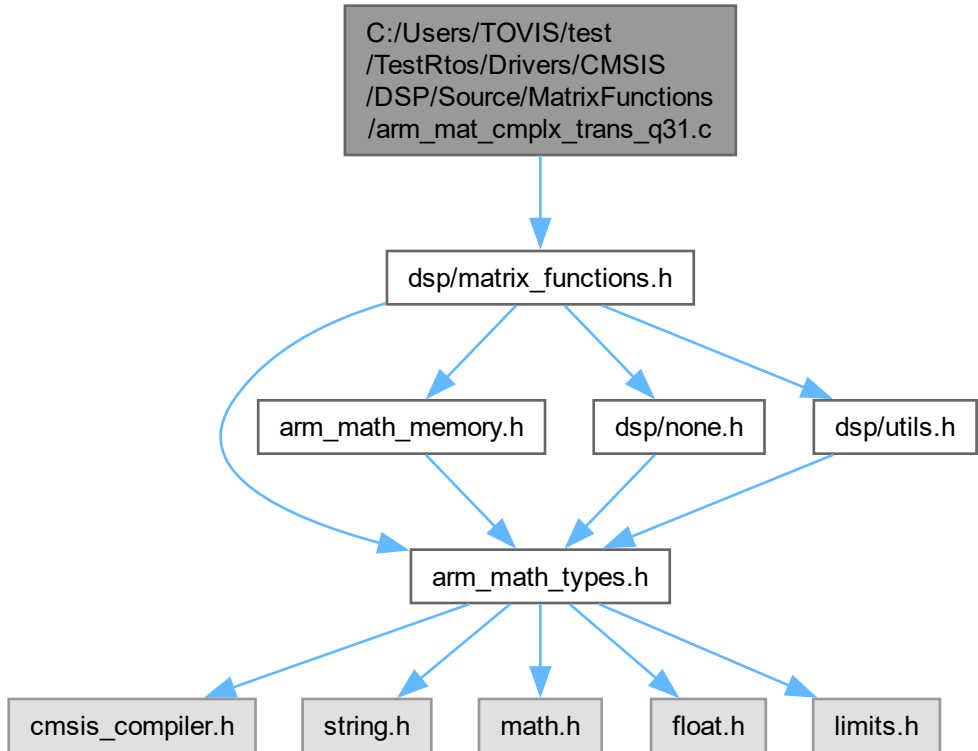 C:/Users/TOVIS/test
/TestRtos/Drivers/CMSIS
/DSP/Source/MatrixFunctions
/arm_mat_cmplx_trans_q31.c
dsp/matrix_functions.h
arm_math_memory.h
dsp/none.h
dsp/utils.h
arm_math_types.h
cmsis_compiler.h
string.h
math.h
float.h
limits.h